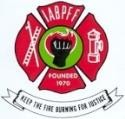 IABPFF
FOUNDED
1970
KEEP THE FIRE BURNING FOR JUSTICE